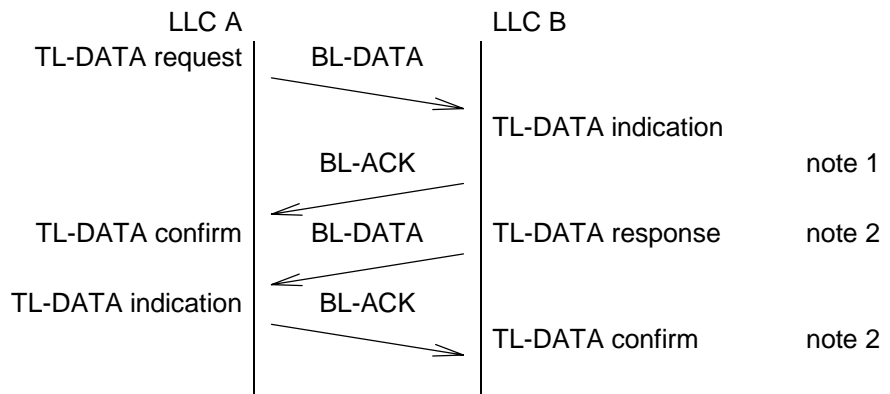 LLC A LLC B
TL-DATA request BL-DATA
TL-DATA indication
BL-ACK note 1
TL-DATA confirm BL-DATA TL-DATA response note 2
TL-DATA indication BL-ACK
TL-DATA confirm note 2